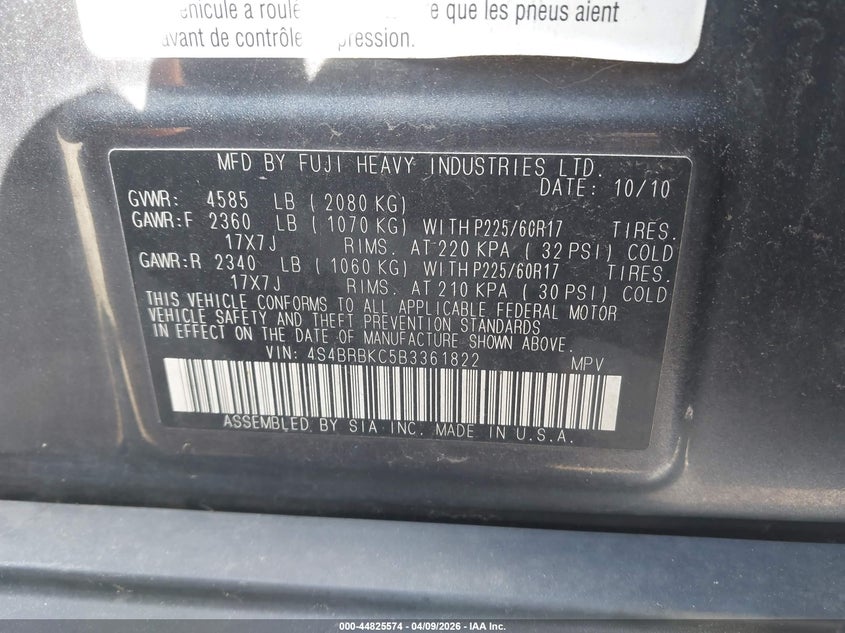 éhicule a roulé e que les pneus aient
avant de contrôle pression.
MFD BY FUJI HEAVY INDUSTRIES LTD.
DATE: 10/10
GVWR: 4585 LB ( 2080 KG)
GAWR:F 2360 LB ( 1070 KG) WITH P225/60R17 TIRES.
17X7J RIMS. AT 220 KPA ( 32 PSI) COLD
GAWR:R 2340 LB ( 1060 KG) WITH P225/60R17 TIRES.
17X7J RIMS. AT 210 KPA ( 30 PSI) COLD
THIS VEHICLE CONFORMS TO ALL APPLICABLE FEDERAL MOTOR
VEHICLE SAFETY AND THEFT PREVENTION STANDARDS
IN EFFECT ON THE DATE OF MANUFACTURE SHOWN ABOVE.
VIN: 4S4BRBKC5B3361822 MPV
ASSEMBLED BY SIA INC. MADE IN U.S.A.
000-44825574 - 04/09/2026 - IAA Inc.